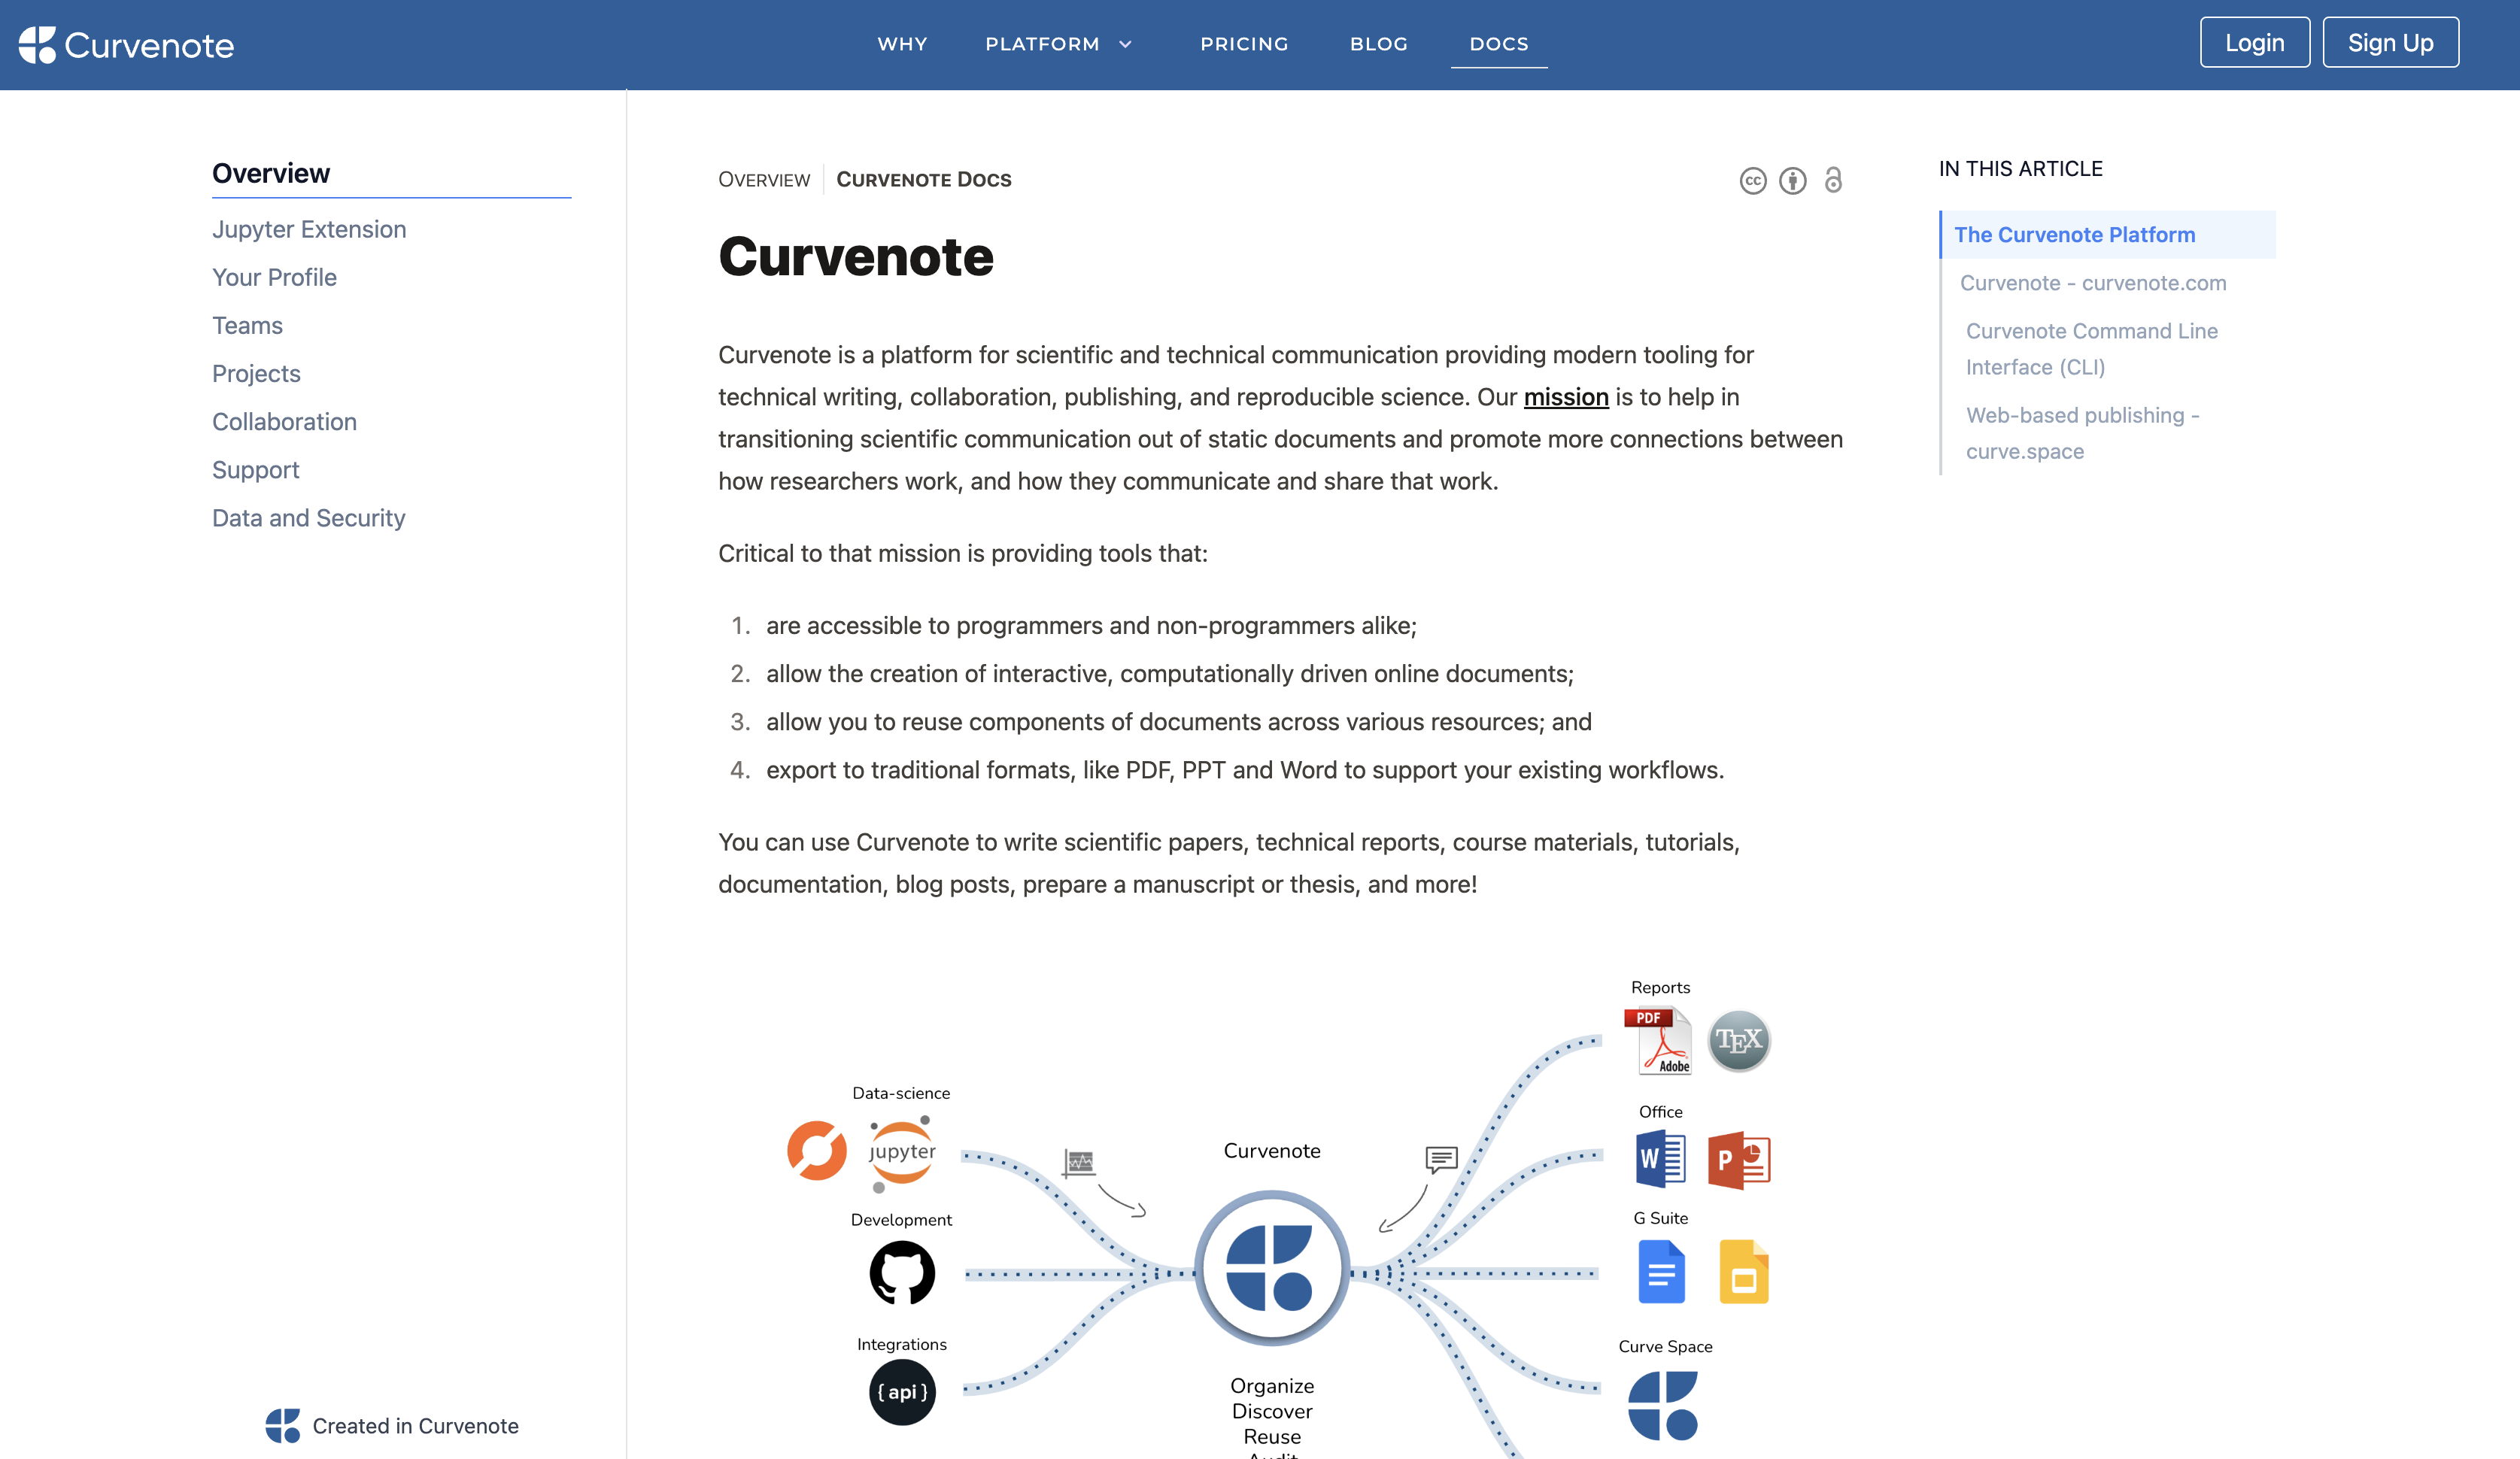 Curvenote
WHY
PLATFORM
PRICING
BLOG
DOCS
Login
Sign Up
Overview
Jupyter Extension
Your Profile
Teams
Projects
Collaboration
Support
Data and Security
Created in Curvenote
OVERVIEW
CURVENOTE DOCS
cc
Curvenote
Curvenote is a platform for scientific and technical communication providing modern tooling for
technical writing, collaboration, publishing, and reproducible science. Our mission is to help in
transitioning scientific communication out of static documents and promote more connections between
how researchers work, and how they communicate and share that work.
Critical to that mission is providing tools that:
1. are accessible to programmers and non-programmers alike;
2. allow the creation of interactive, computationally driven online documents;
3. allow you to reuse components of documents across various resources; and
4. export to traditional formats, like PDF, PPT and Word to support your existing workflows.
You can use Curvenote to write scientific papers, technical reports, course materials, tutorials,
documentation, blog posts, prepare a manuscript or thesis, and more!
Data-science
jupyter
Development
Integrations
{api}
Curvenote
Organize
Discover
Reuse
Reports
PDF
Adobe
TEX
Office
W
P
G Suite
Curve Space
IN THIS ARTICLE
The Curvenote Platform
Curvenote - curvenote.com
Curvenote Command Line
Interface (CLI)
Web-based publishing -
curve.space